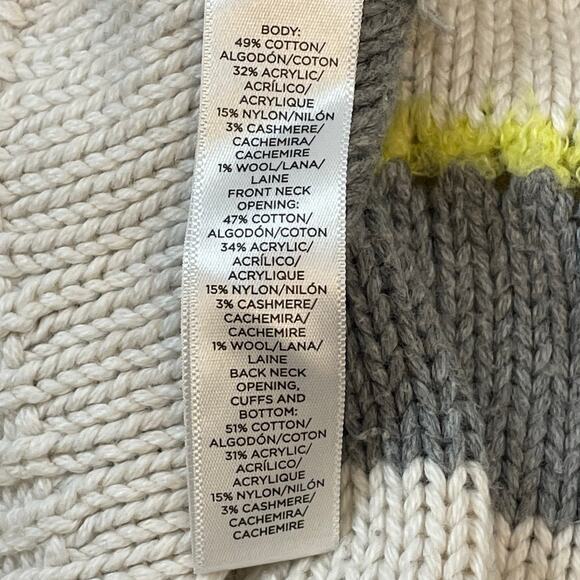 BODY:
49% COTTON/
ALGODÓN/COTON
32% ACRYLIC/
ACRÍLICO/
ACRYLIQUE
15% NYLON/NILÓN
3% CASHMERE/
CACHEMIRA/
CACHEMIRE
1% WOOL/LANA/
LAINE
FRONT NECK
OPENING:
47% COTTON/
ALGODÓN/COTON
34% ACRYLIC/
ACRÍLICO/
ACRYLIQUE
15% NYLON/NILÓN
3% CASHMERE/
CACHEMIRA/
CACHEMIRE
1% WOOL/LANA/
LAINE
BACK NECK
OPENING,
CUFFS AND
BOTTOM:
51% COTTON/
ALGODÓN/COTON
31% ACRYLIC/
ACRÍLICO/
ACRYLIQUE
15% NYLON/NILÓN
3% CASHMERE/
CACHEMIRA/
CACHEMIRE